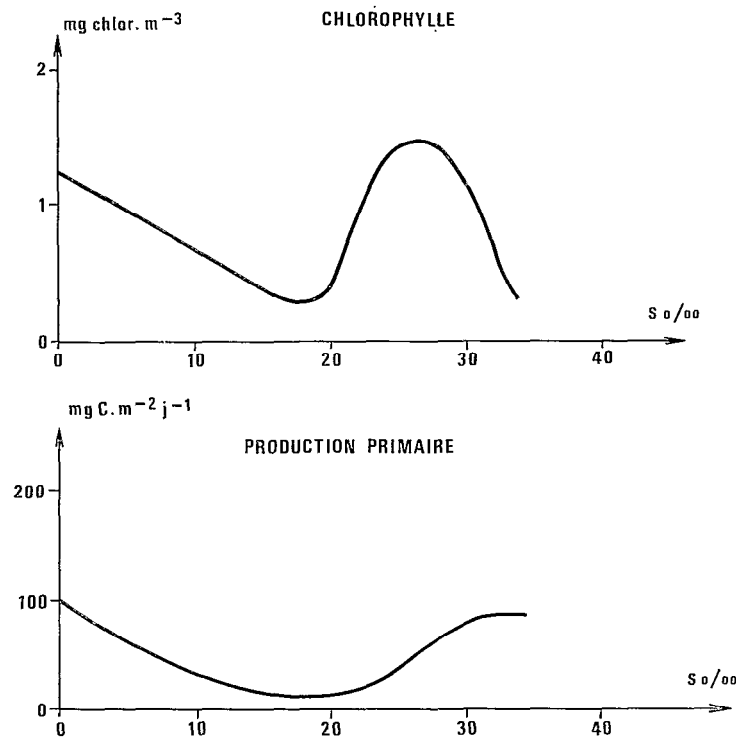 mg chlor. m⁻³
CHLOROPHYLLE
2
1
0
0 10 20 30 40
S o/oo
mg C. m⁻² j⁻¹
PRODUCTION PRIMAIRE
200
100
0
0 10 20 30 40
S o/oo